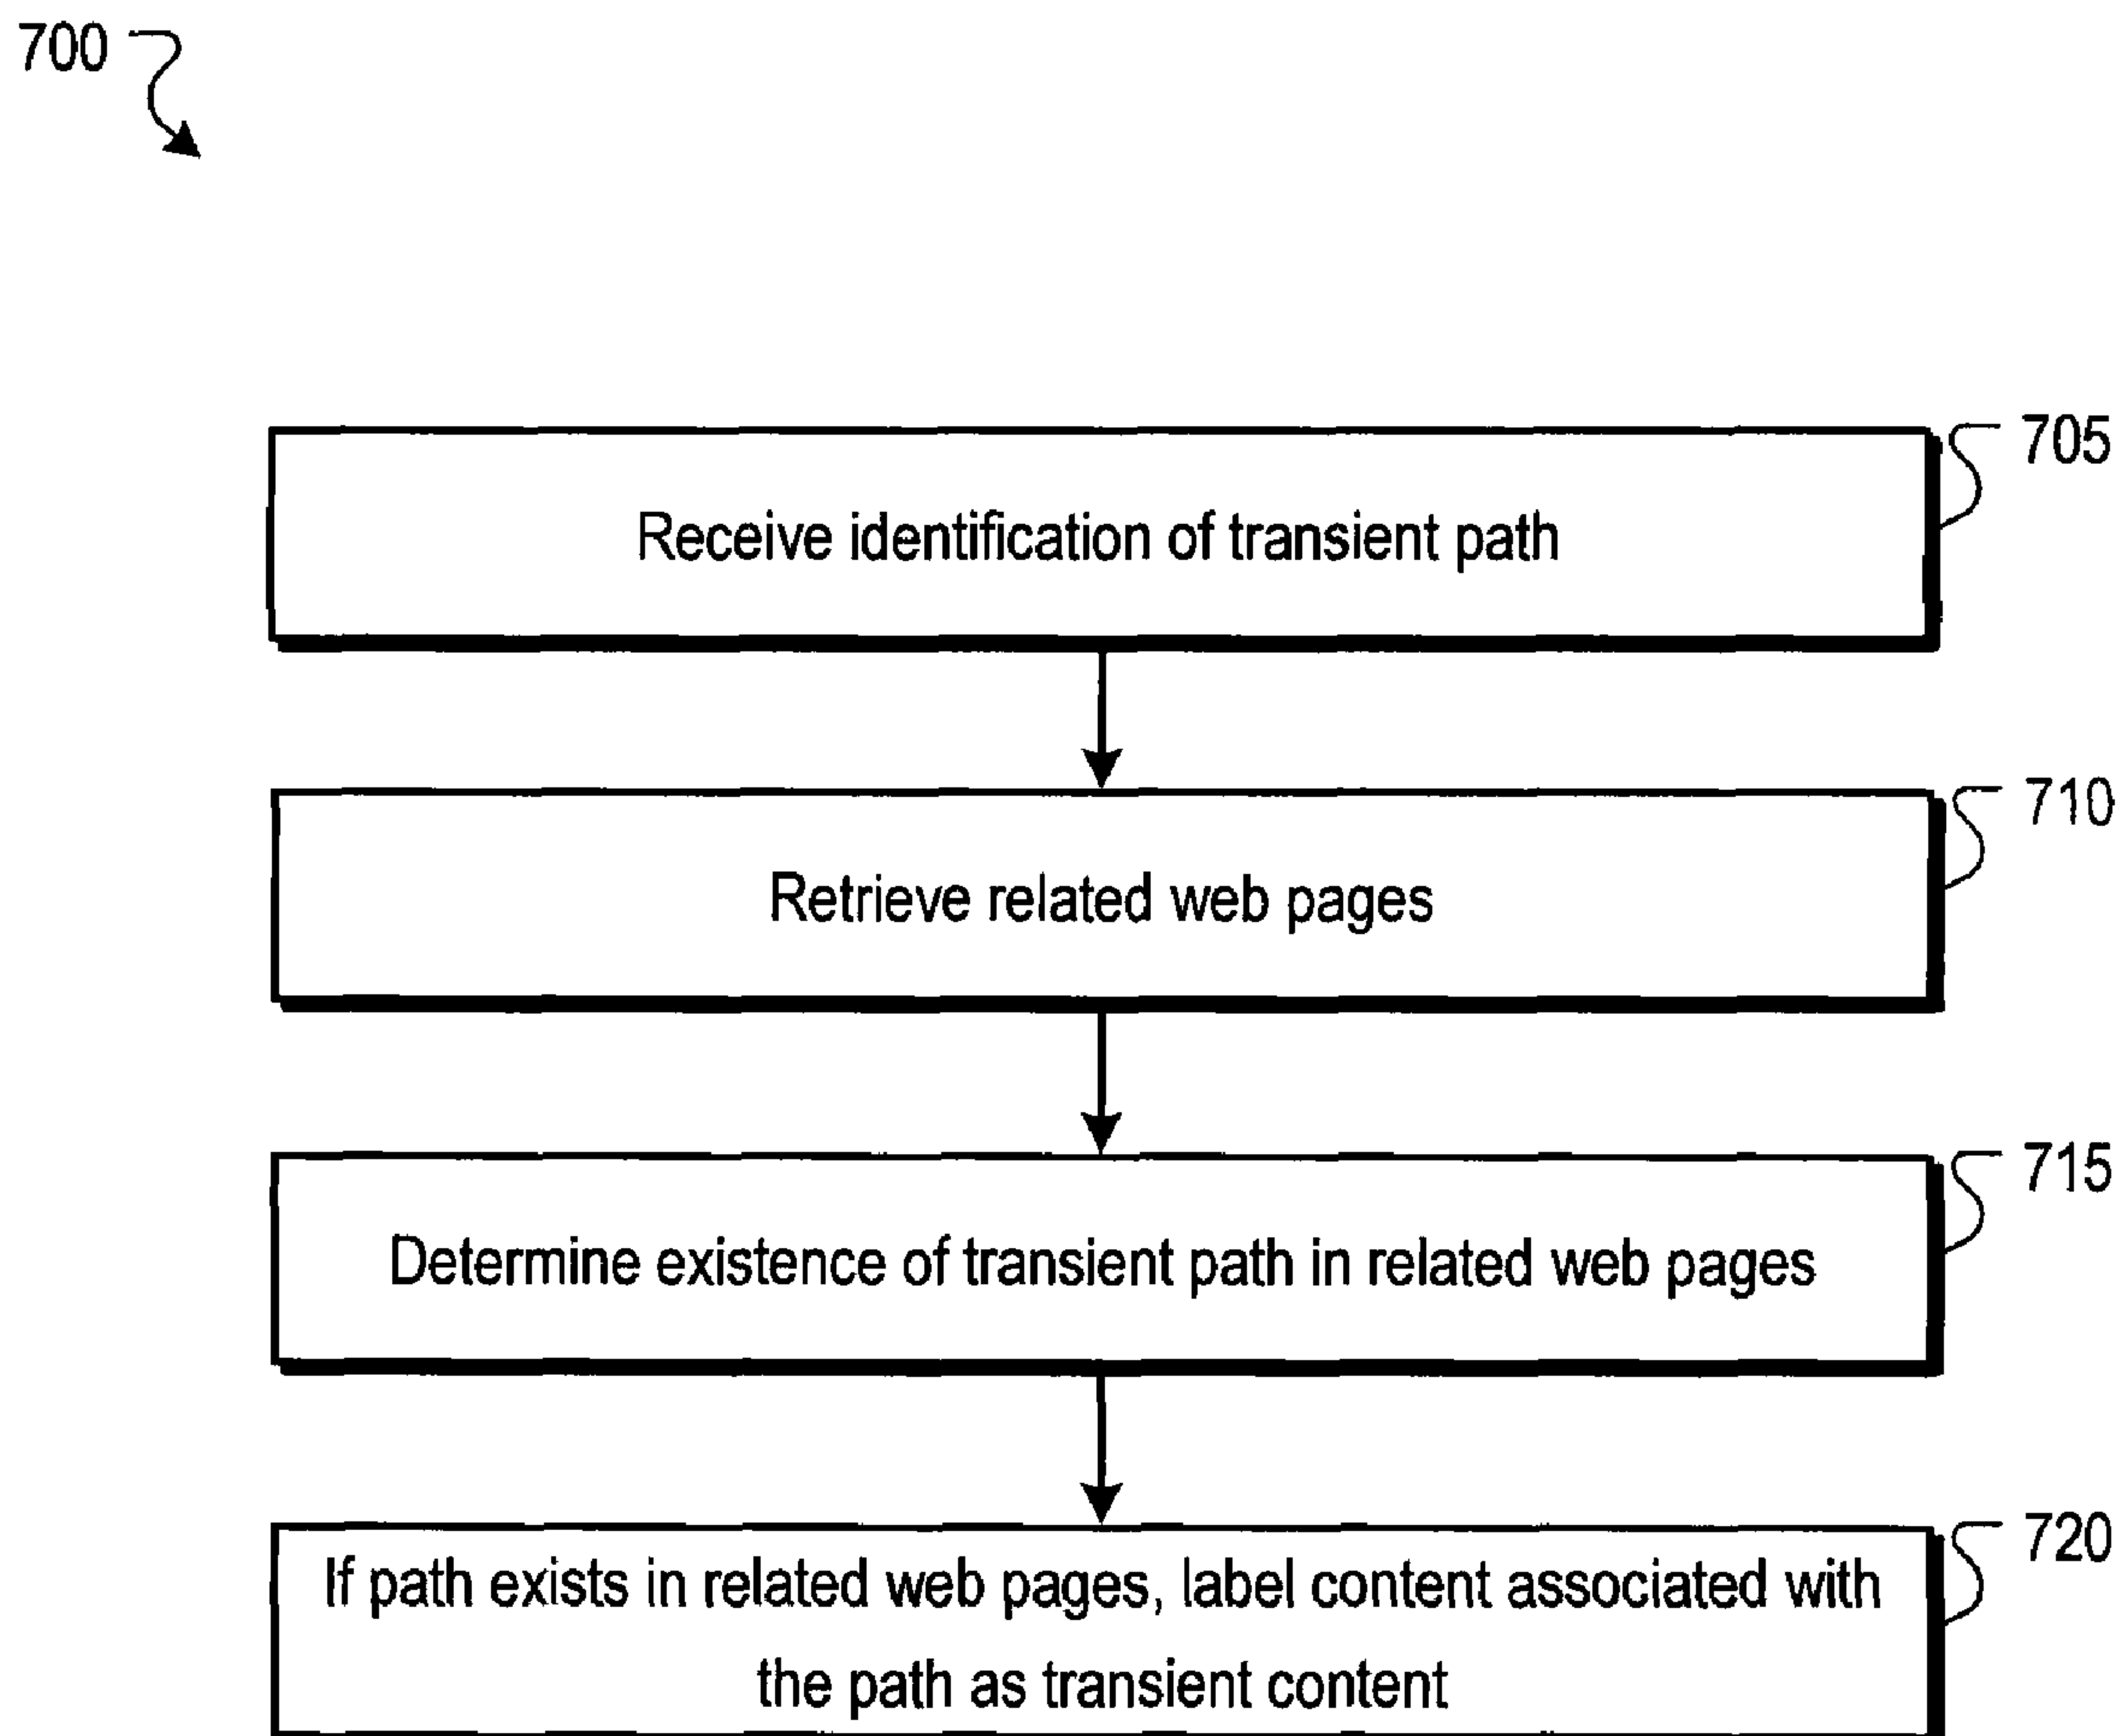 700
705
Receive identification of transient path
710
Retrieve related web pages
715
Determine existence of transient path in related web pages
720
If path exists in related web pages, label content associated with
the path as transient content